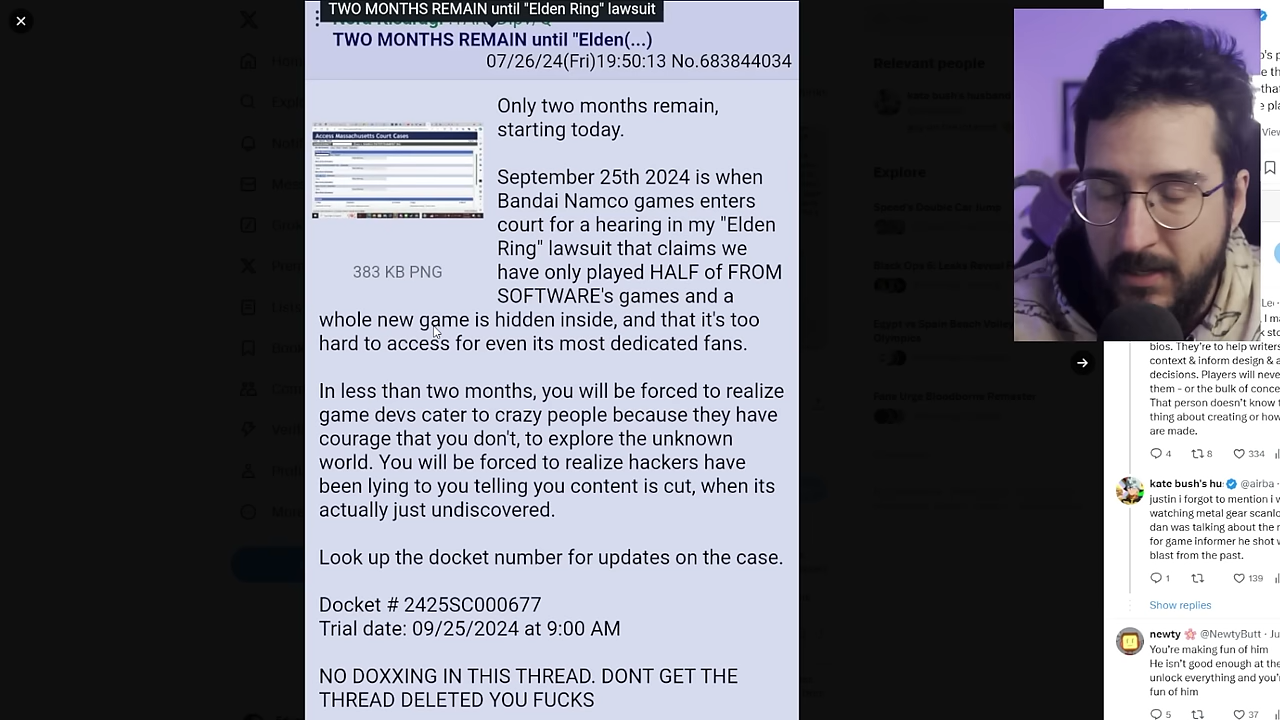 TWO MONTHS REMAIN until "Elden Ring" lawsuit
TWO MONTHS REMAIN until "Elden(...)
07/26/24(Fri)19:50:13 No.683844034
Access Massachusetts Court Cases
383 KB PNG
Only two months remain,
starting today.
September 25th 2024 is when
Bandai Namco games enters
court for a hearing in my "Elden
Ring" lawsuit that claims we
have only played HALF of FROM
SOFTWARE's games and a
whole new game is hidden inside, and that it's too
hard to access for even its most dedicated fans.
In less than two months, you will be forced to realize
game devs cater to crazy people because they have
courage that you don't, to explore the unknown
world. You will be forced to realize hackers have
been lying to you telling you content is cut, when its
actually just undiscovered.
Look up the docket number for updates on the case.
Docket # 2425SC000677
Trial date: 09/25/2024 at 9:00 AM
NO DOXXING IN THIS THREAD. DONT GET THE
THREAD DELETED YOU FUCKS
Relevant people
Explore
bios. They're to help writers
context & inform design & a
decisions. Players will neve
them - or the bulk of conce
That person doesn't know t
thing about creating or how
are made.
4 8 334
kate bush's hu @airba ·
justin i forgot to mention i w
watching metal gear scanlo
dan was talking about the r
for game informer he shot w
blast from the past.
1 139
Show replies
newty @NewtyButt · Ju
You're making fun of him
He isn't good enough at the
unlock everything and you'
fun of him
5 37